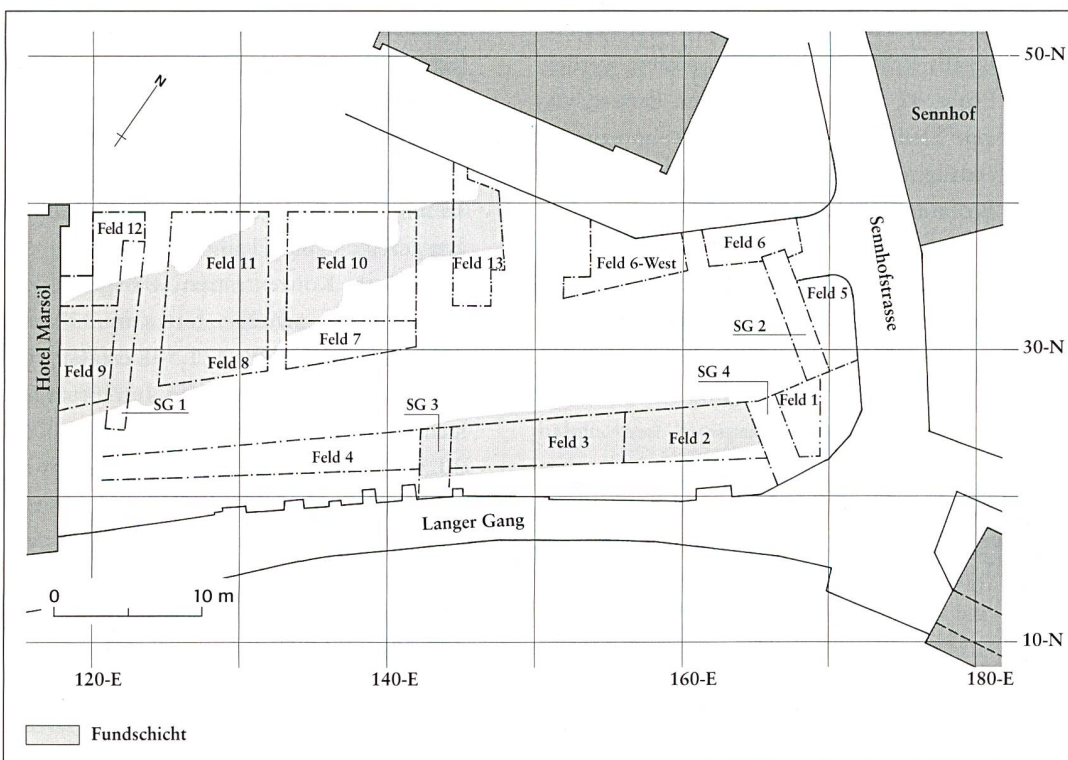 N
50-N
Sennhof
Feld 12
Feld 11
Feld 10
Feld 13
Feld 6-West
Feld 6
Sennhofstrasse
Feld 5
Hotel Marsöl
SG 2
Feld 7
30-N
Feld 9
Feld 8
SG 4
SG 1
SG 3
Feld 1
Feld 4
Feld 3
Feld 2
Langer Gang
0 10 m
10-N
120-E 140-E 160-E 180-E
Fundschicht